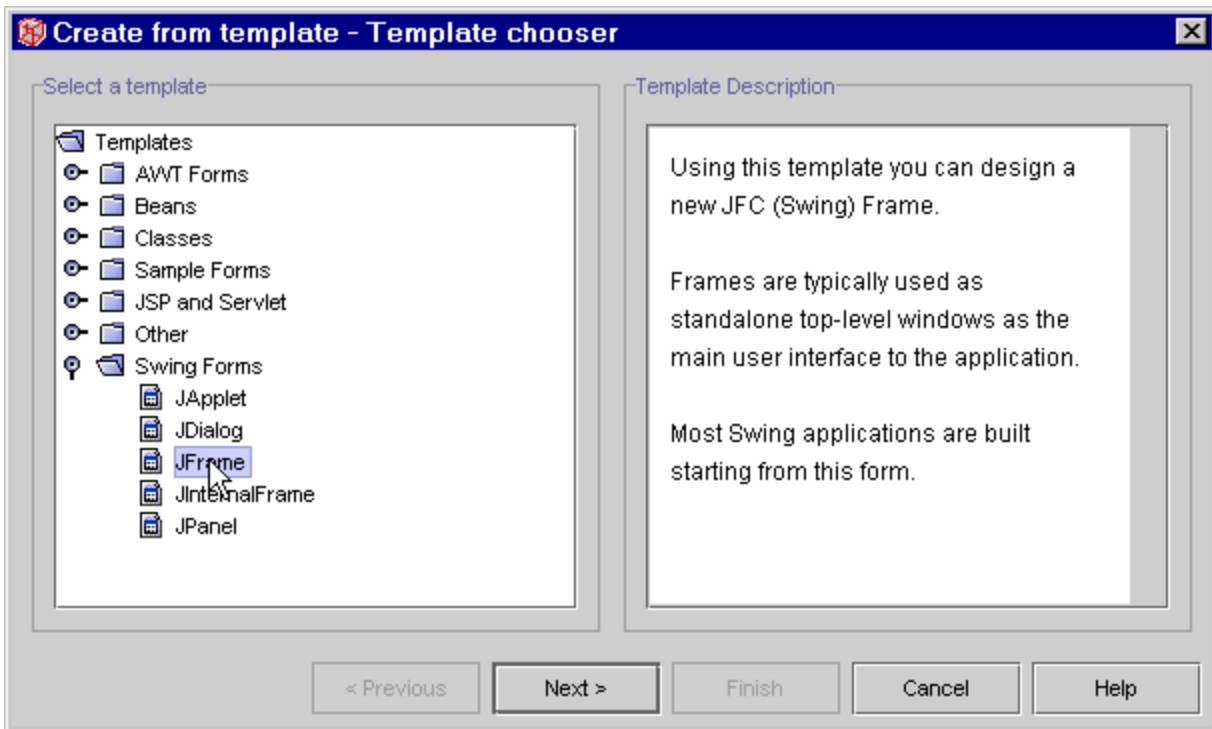 Create from template - Template chooser
Select a template
Templates
AWT Forms
Beans
Classes
Sample Forms
JSP and Servlet
Other
Swing Forms
JApplet
JDialog
JFrame
JInternalFrame
JPanel
Template Description
Using this template you can design a
new JFC (Swing) Frame.
Frames are typically used as
standalone top-level windows as the
main user interface to the application.
Most Swing applications are built
starting from this form.
< Previous
Next >
Finish
Cancel
Help